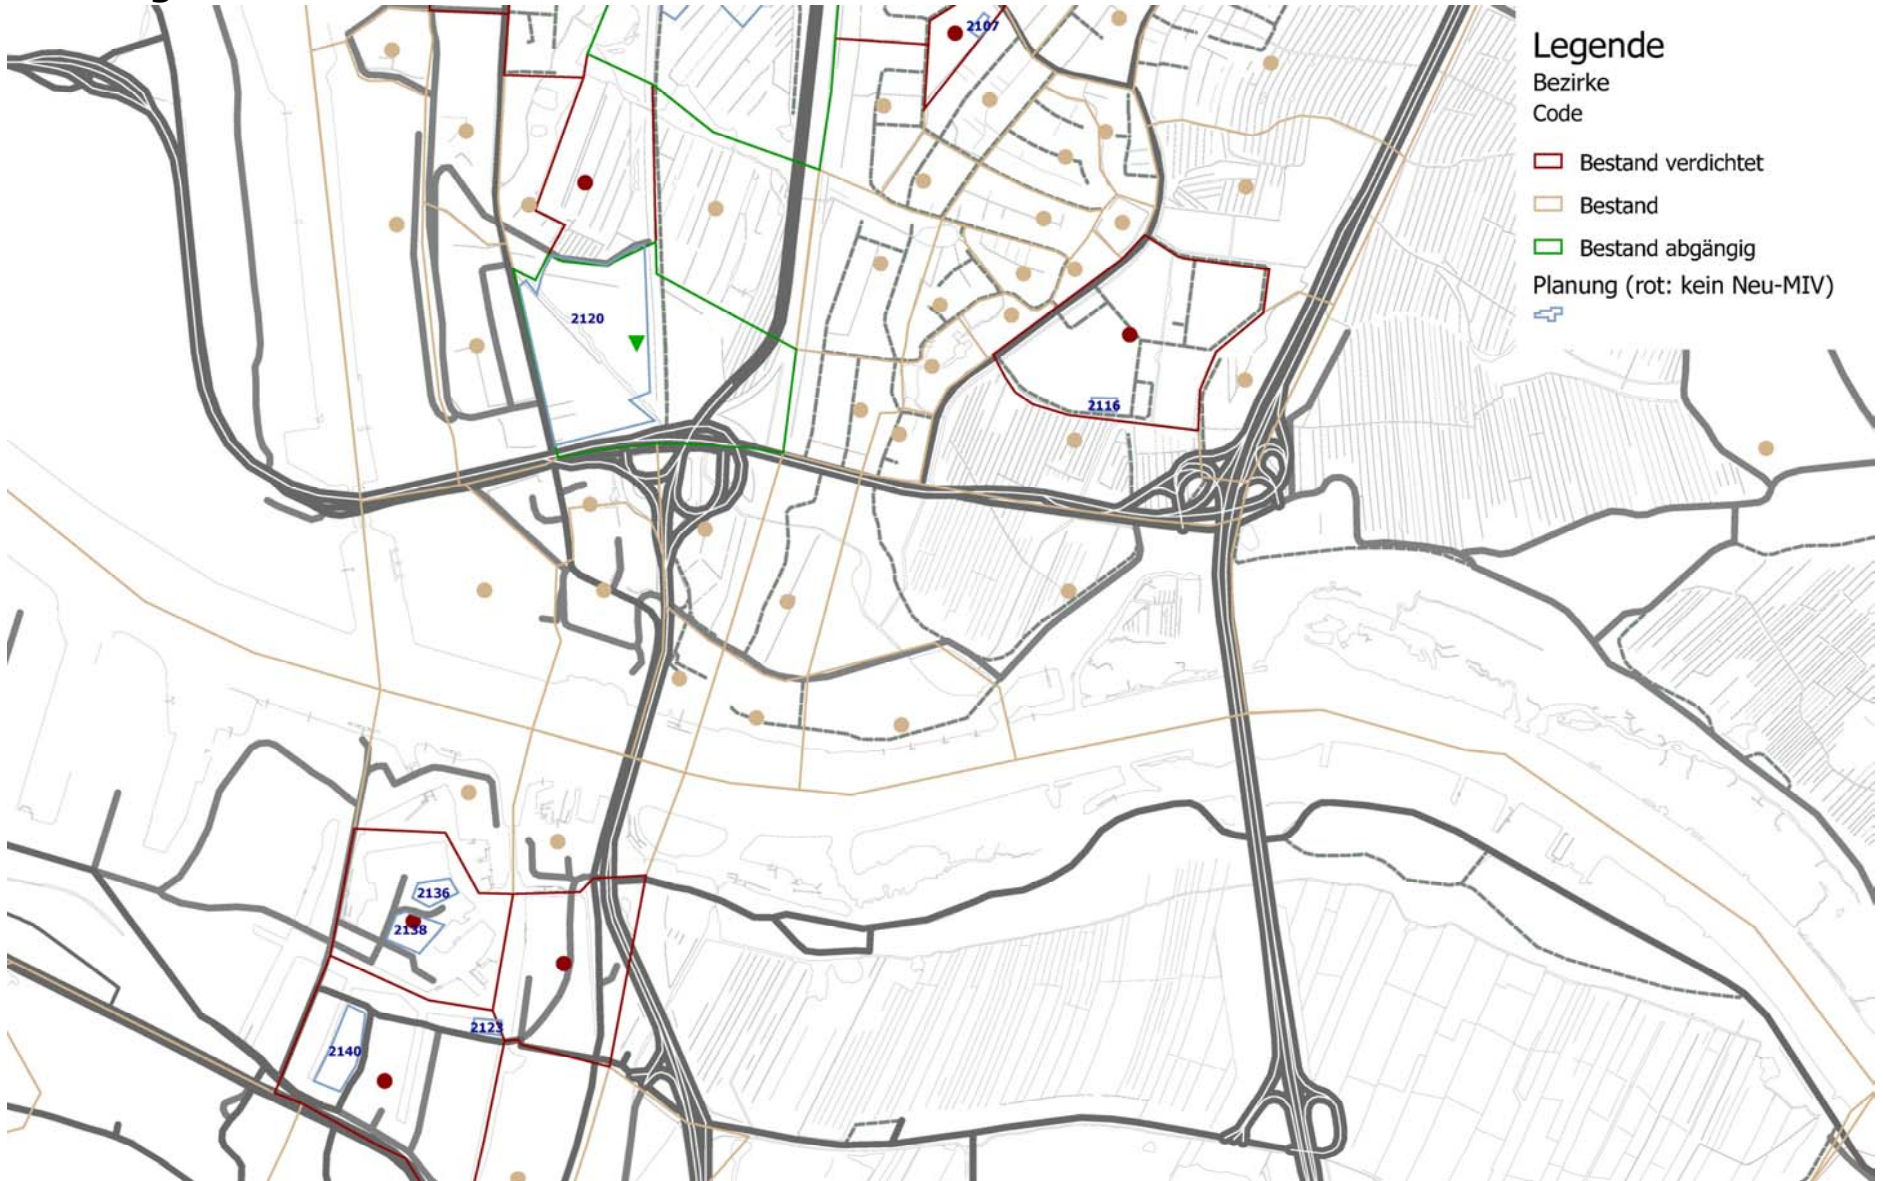 2107
Legende
Bezirke
Code
Bestand verdichtet
Bestand
Bestand abgängig
Planung (rot: kein Neu-MIV)
2120
2116
2136
2138
2123
2140